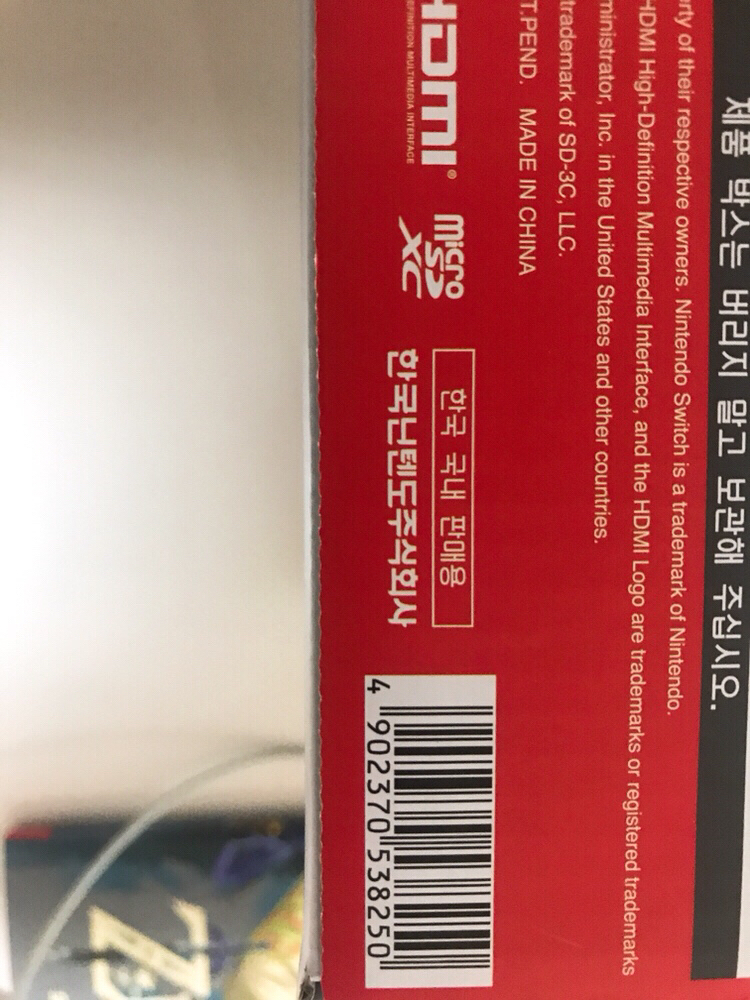 제품 박스는 버리지 말고 보관해 주십시오.
erty of their respective owners. Nintendo Switch is a trademark of Nintendo.
HDMI High-Definition Multimedia Interface, and the HDMI Logo are trademarks or registered trademarks
ministrator, Inc. in the United States and other countries.
trademark of SD-3C, LLC.
T.PEND. MADE IN CHINA
HDMI®
DEFINITION MULTIMEDIA INTERFACE
micro
SD
XC
한국 국내 판매용
한국닌텐도주식회사
4 902370 538250